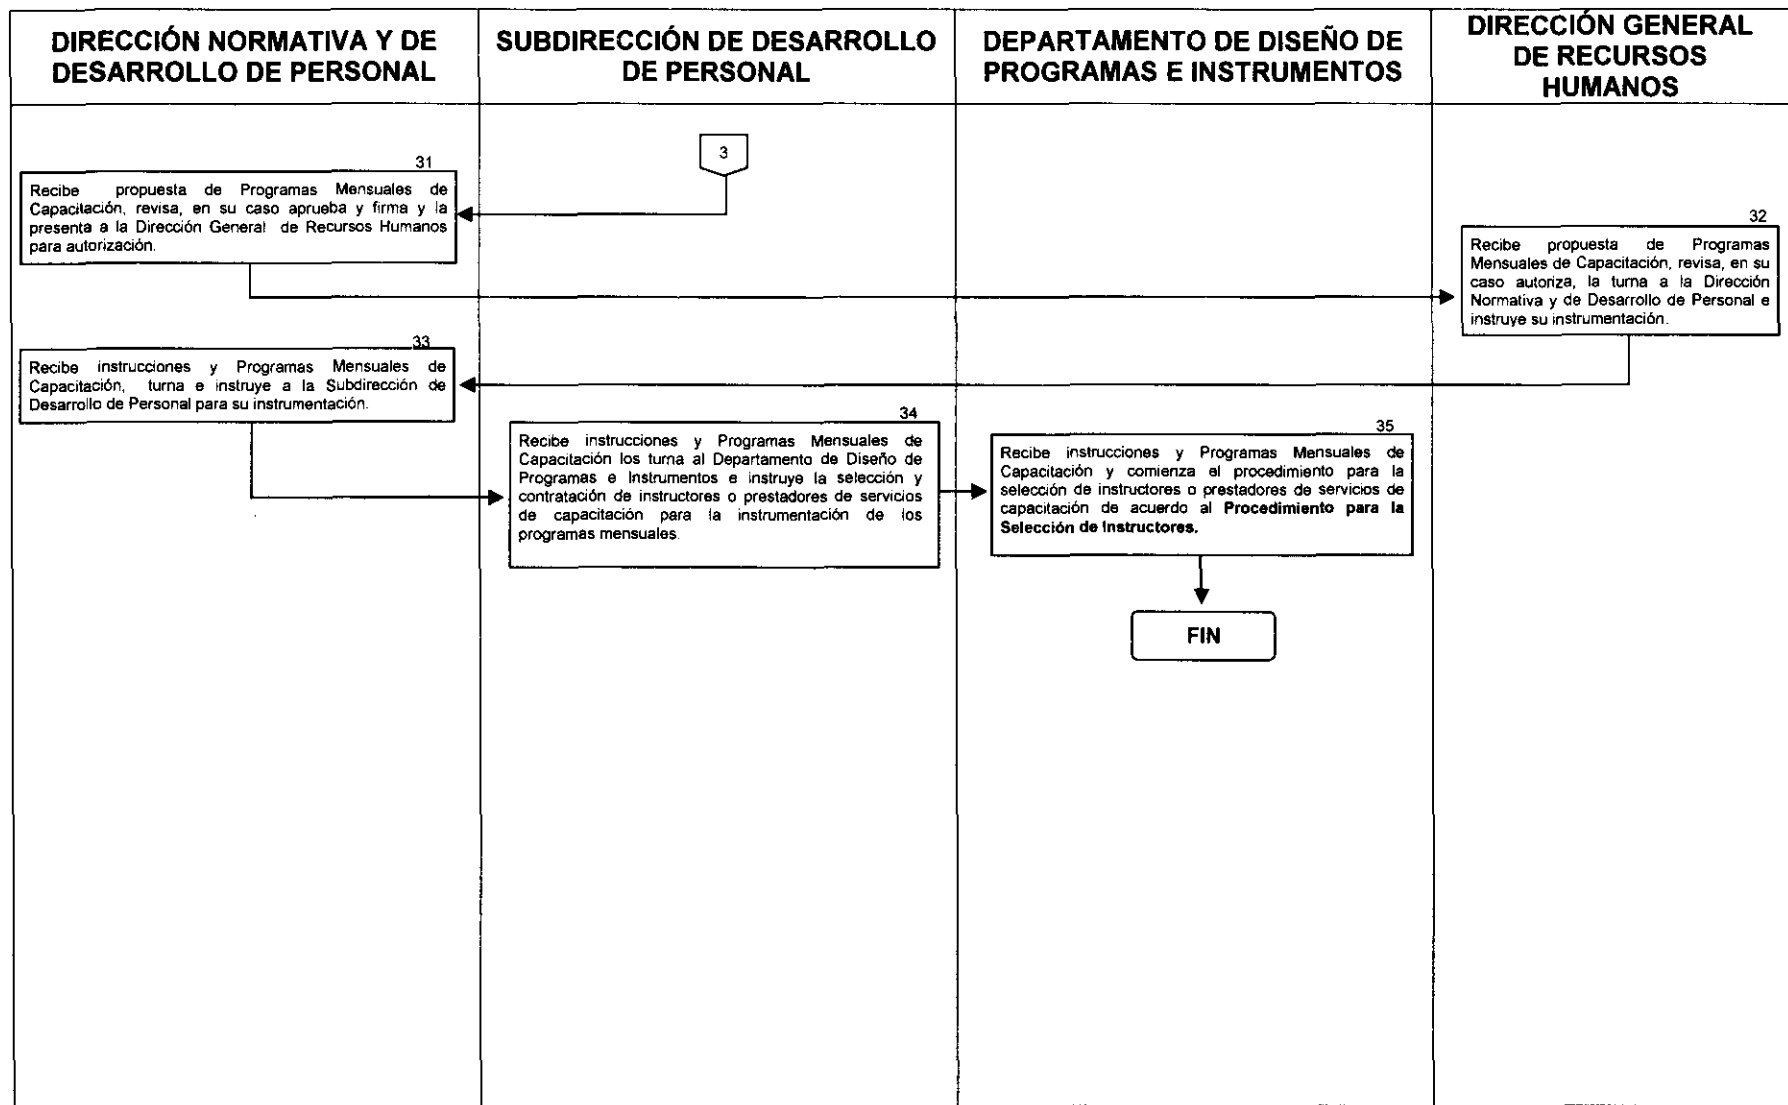 DIRECCIÓN NORMATIVA Y DE
DESARROLLO DE PERSONAL
SUBDIRECCIÓN DE DESARROLLO
DE PERSONAL
DEPARTAMENTO DE DISEÑO DE
PROGRAMAS E INSTRUMENTOS
DIRECCIÓN GENERAL
DE RECURSOS
HUMANOS
3
31
Recibe propuesta de Programas Mensuales de
Capacitación, revisa, en su caso aprueba y firma y la
presenta a la Dirección General de Recursos Humanos
para autorización.
32
Recibe propuesta de Programas
Mensuales de Capacitación, revisa, en su
caso autoriza, la turna a la Dirección
Normativa y de Desarrollo de Personal e
instruye su instrumentación.
33
Recibe instrucciones y Programas Mensuales de
Capacitación, turna e instruye a la Subdirección de
Desarrollo de Personal para su instrumentación.
34
Recibe instrucciones y Programas Mensuales de
Capacitación los turna al Departamento de Diseño de
Programas e Instrumentos e instruye la selección y
contratación de instructores o prestadores de servicios
de capacitación para la instrumentación de los
programas mensuales.
35
Recibe instrucciones y Programas Mensuales de
Capacitación y comienza el procedimiento para la
selección de instructores o prestadores de servicios de
capacitación de acuerdo al Procedimiento para la
Selección de Instructores.
FIN